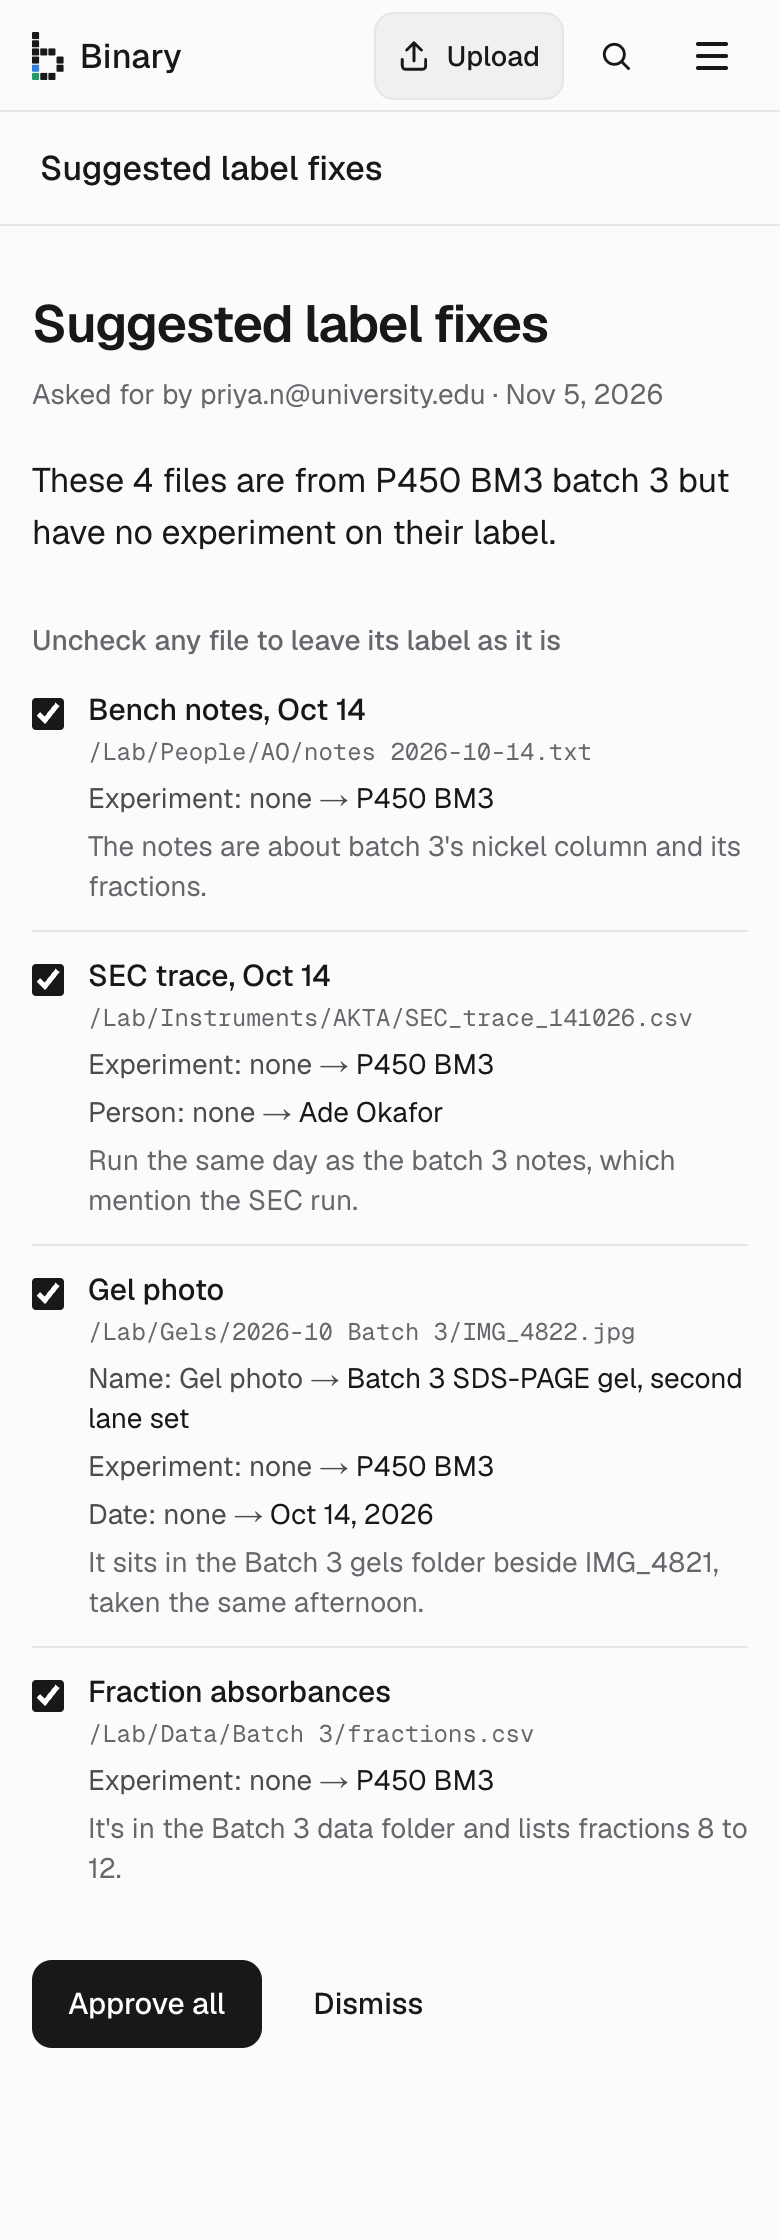 Binary
Upload
Suggested label fixes
Suggested label fixes
Asked for by priya.n@university.edu · Nov 5, 2026
These 4 files are from P450 BM3 batch 3 but
have no experiment on their label.
Uncheck any file to leave its label as it is
Bench notes, Oct 14
/Lab/People/AO/notes 2026-10-14.txt
Experiment: none → P450 BM3
The notes are about batch 3's nickel column and its
fractions.
SEC trace, Oct 14
/Lab/Instruments/AKTA/SEC_trace_141026.csv
Experiment: none → P450 BM3
Person: none → Ade Okafor
Run the same day as the batch 3 notes, which
mention the SEC run.
Gel photo
/Lab/Gels/2026-10 Batch 3/IMG_4822.jpg
Name: Gel photo → Batch 3 SDS-PAGE gel, second
lane set
Experiment: none → P450 BM3
Date: none → Oct 14, 2026
It sits in the Batch 3 gels folder beside IMG_4821,
taken the same afternoon.
Fraction absorbances
/Lab/Data/Batch 3/fractions.csv
Experiment: none → P450 BM3
It's in the Batch 3 data folder and lists fractions 8 to
12.
Approve all
Dismiss